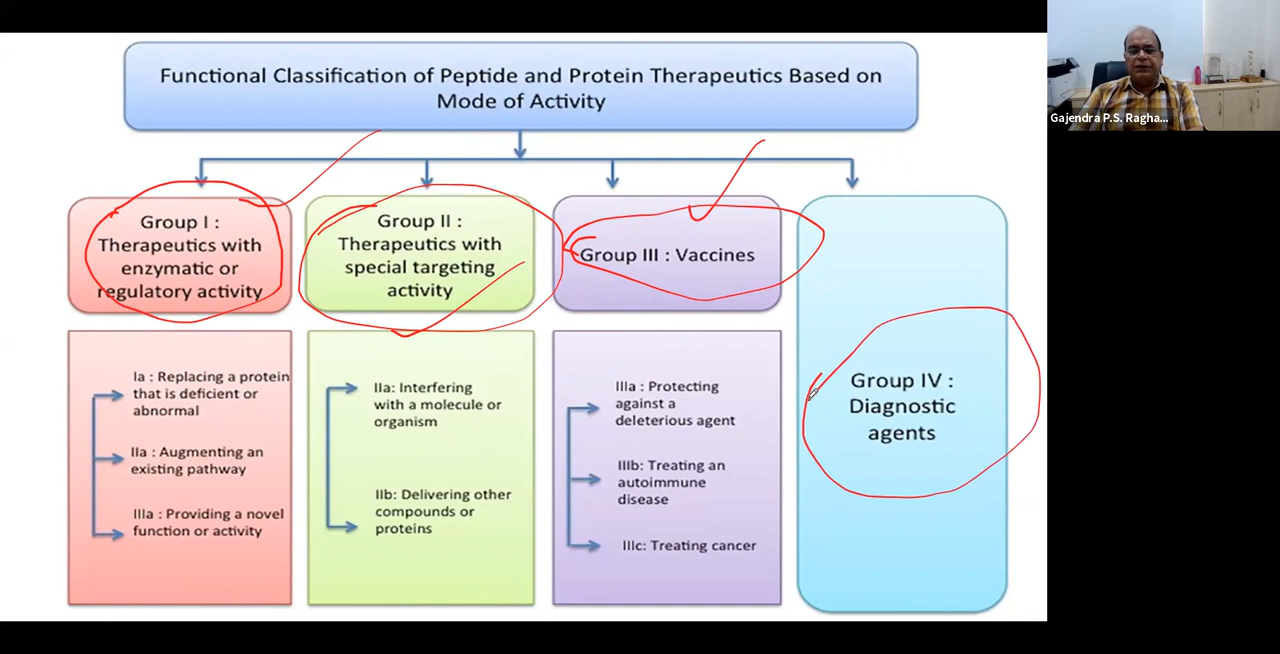 Functional Classification of Peptide and Protein Therapeutics Based on
Mode of Activity
Gajendra P.S. Ragha...
Group I :
Therapeutics with
enzymatic or
regulatory activity
Group II :
Therapeutics with
special targeting
activity
Group III : Vaccines
Group IV :
Diagnostic
agents
Ia : Replacing a protein
that is deficient or
abnormal
IIa : Augmenting an
existing pathway
IIIa : Providing a novel
function or activity
IIa: Interfering
with a molecule or
organism
IIb: Delivering other
compounds or
proteins
IIIa : Protecting
against a
deleterious agent
IIIb: Treating an
autoimmune
disease
IIIc: Treating cancer